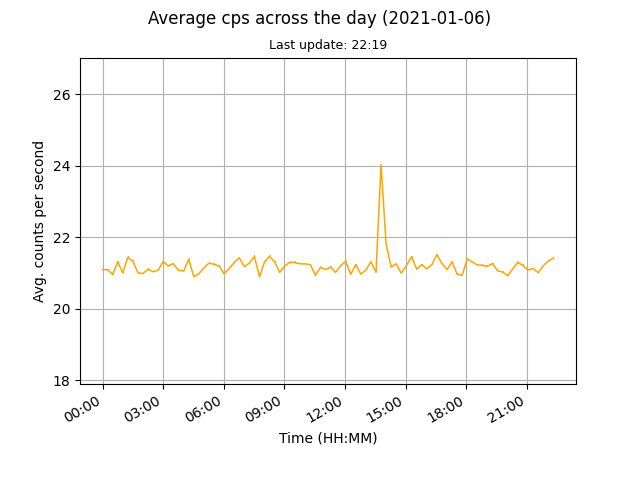 Average cps across the day (2021-01-06)
Last update: 22:19
26
24
22
20
18
Avg. counts per second
00:00 03:00 06:00 09:00 12:00 15:00 18:00 21:00
Time (HH:MM)